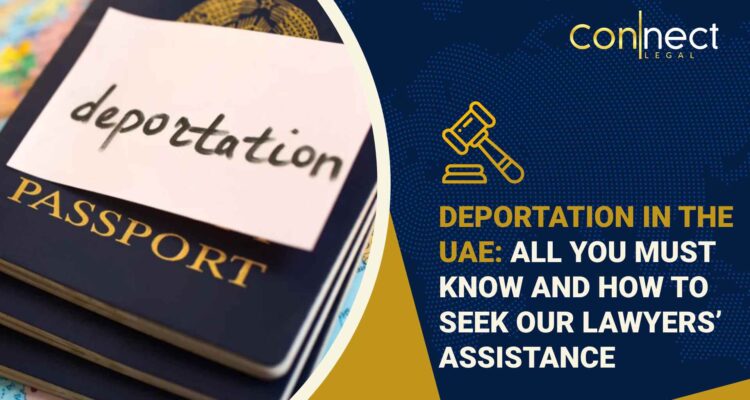 deportation
PASSPORT
Connect
LEGAL
DEPORTATION IN THE
UAE: ALL YOU MUST
KNOW AND HOW TO
SEEK OUR LAWYERS’
ASSISTANCE